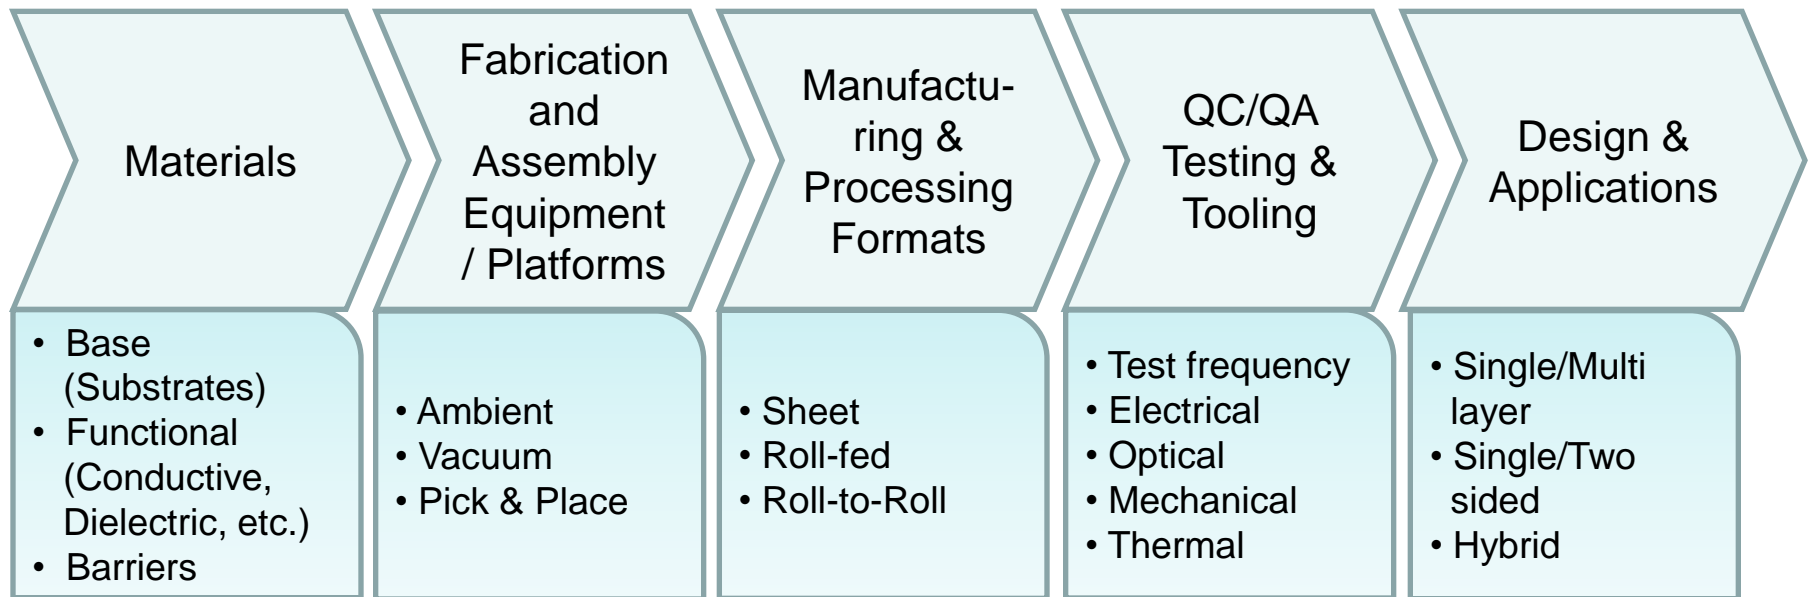 Materials
Fabrication
and
Assembly
Equipment
/ Platforms
Manufactu-
ring &
Processing
Formats
QC/QA
Testing &
Tooling
Design &
Applications
• Base
(Substrates)
• Functional
(Conductive,
Dielectric, etc.)
• Barriers
• Ambient
• Vacuum
• Pick & Place
• Sheet
• Roll-fed
• Roll-to-Roll
• Test frequency
• Electrical
• Optical
• Mechanical
• Thermal
• Single/Multi
layer
• Single/Two
sided
• Hybrid